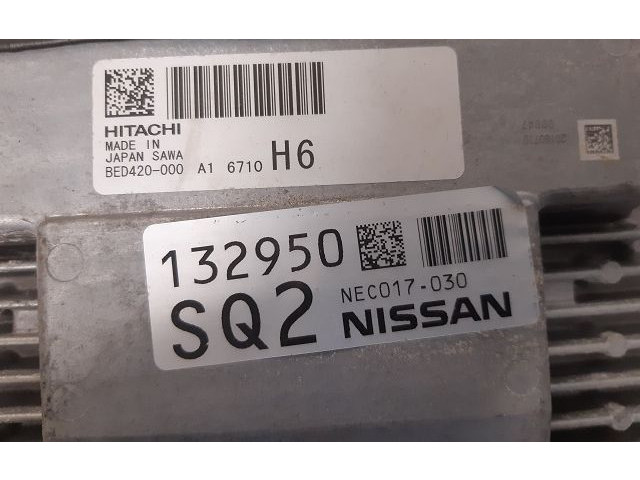 HITACHI
MADE IN
JAPAN SAWA
BED420-000 A1 6710 H6
132950
NEC017-030
SQ2 NISSAN